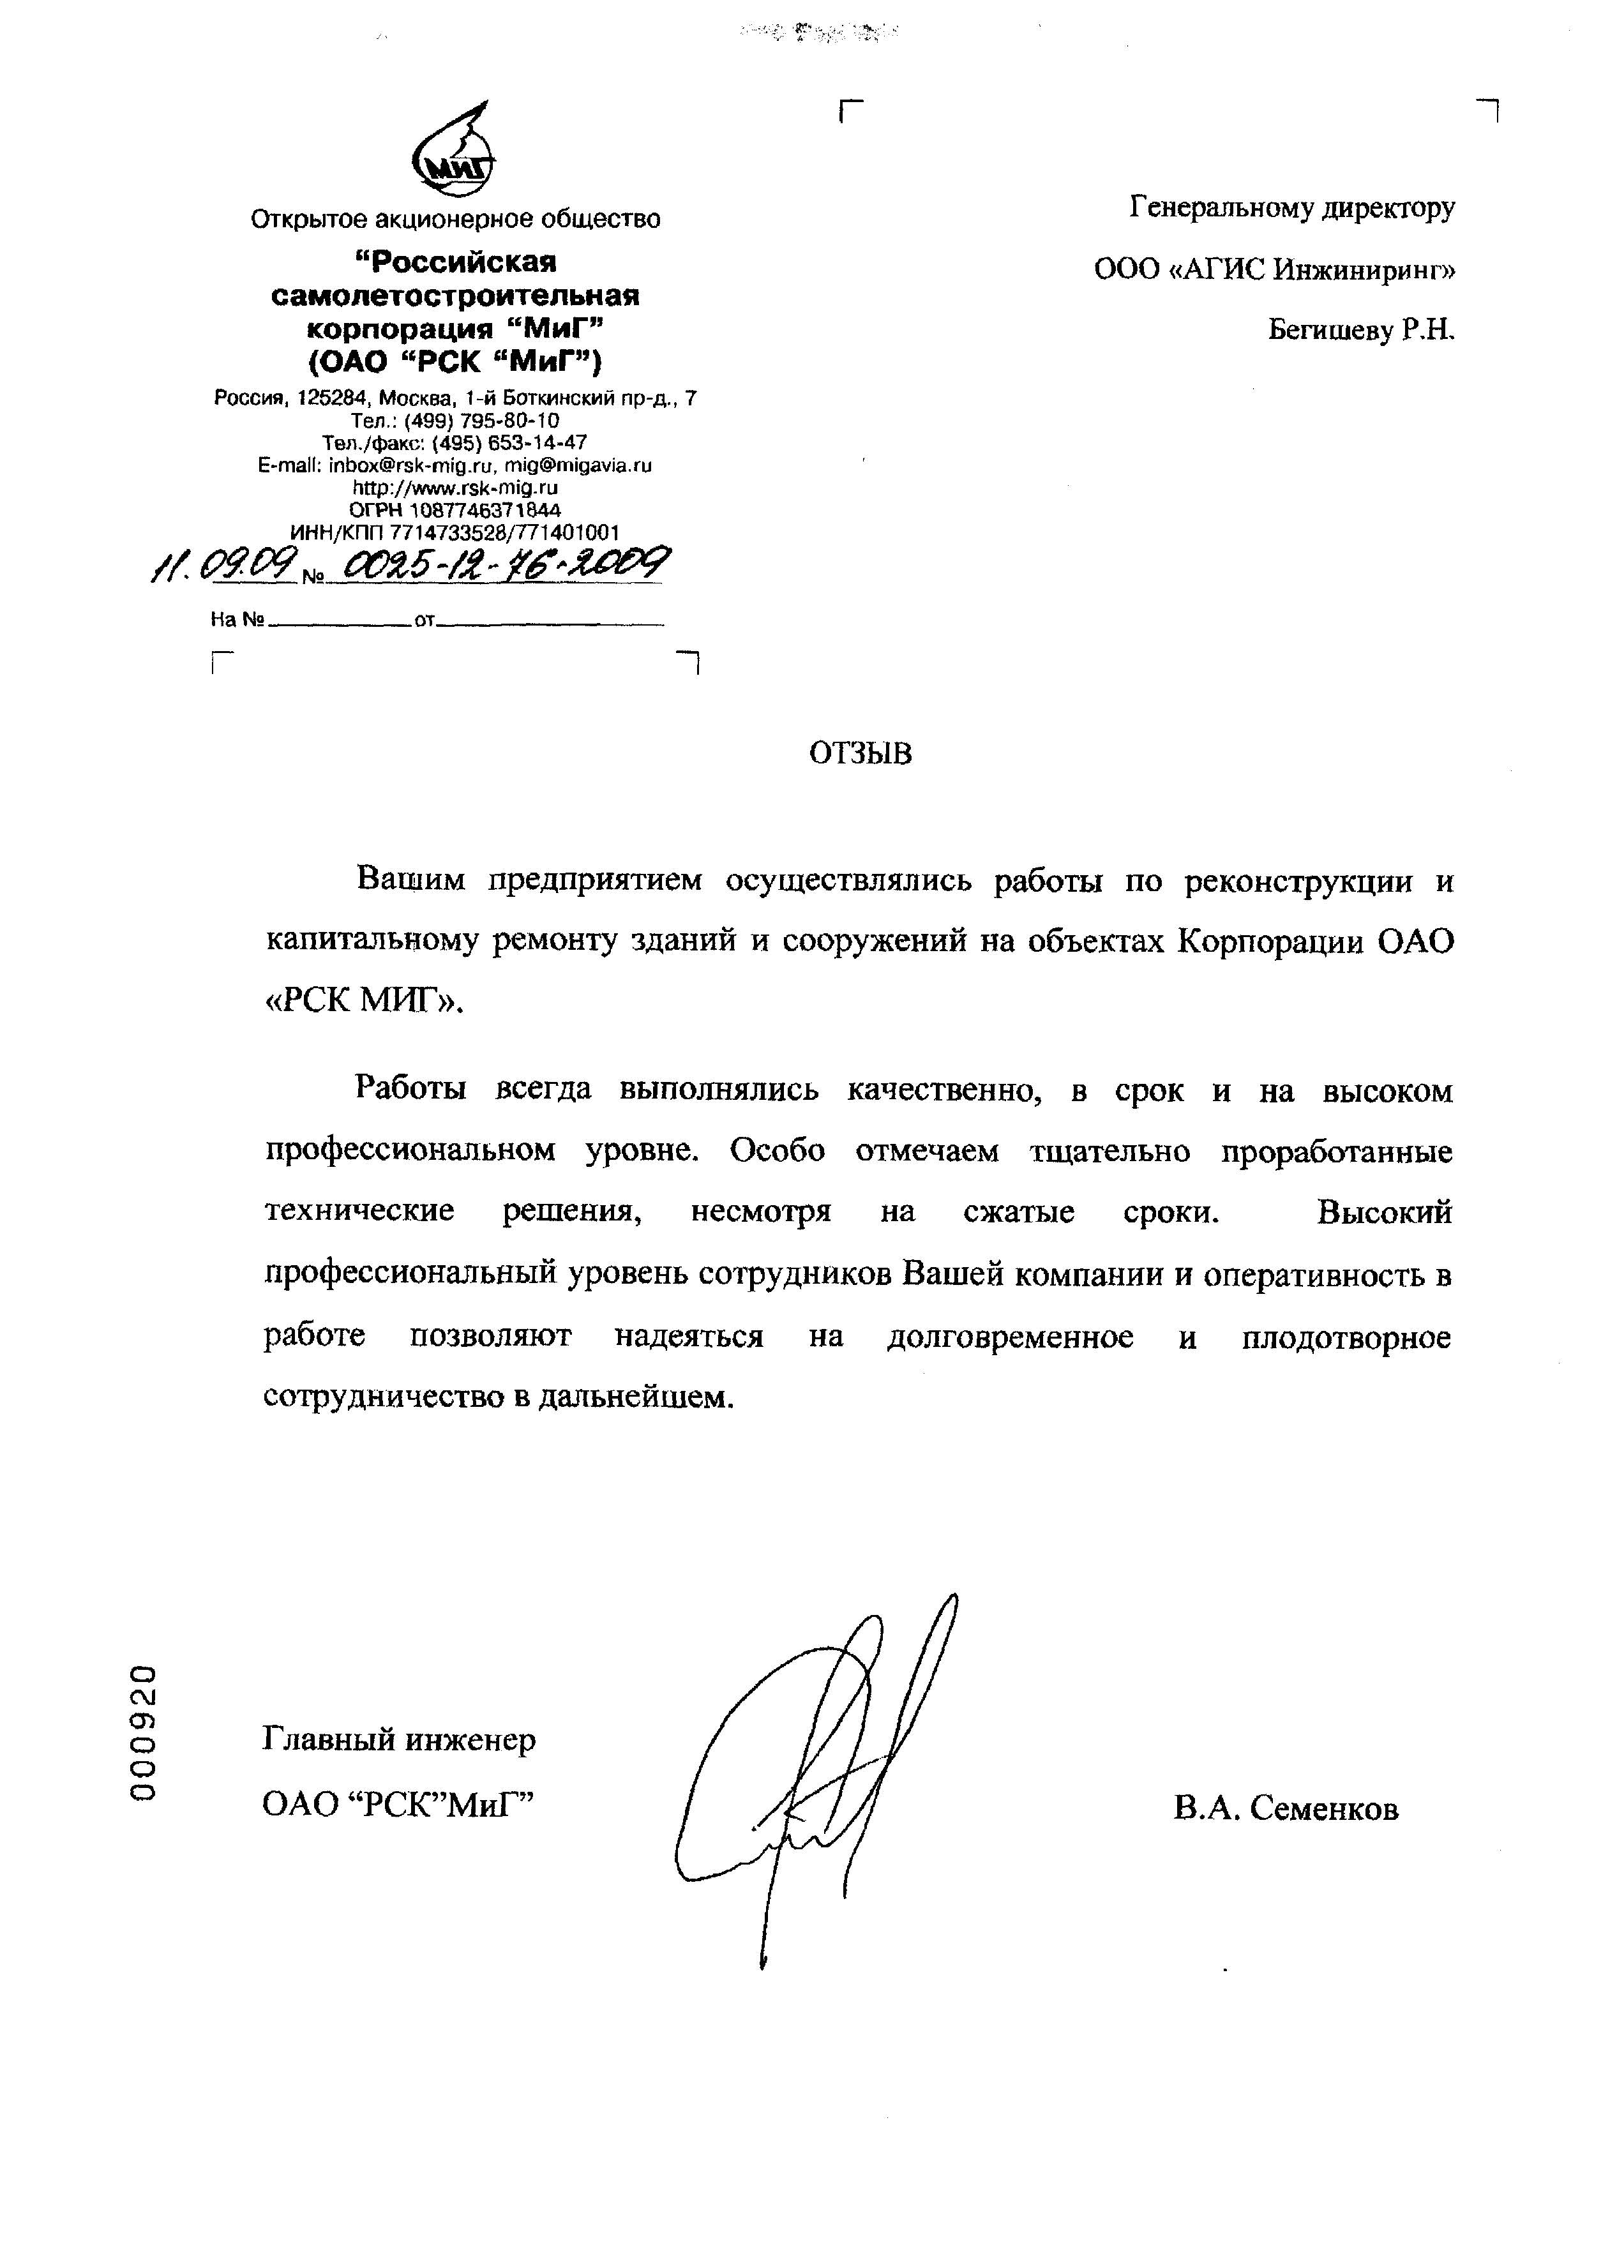 МиГ
Открытое акционерное общество
“Российская
самолетостроительная
корпорация “МиГ”
(ОАО “РСК “МиГ”)
Россия, 125284, Москва, 1-й Боткинский пр-д., 7
Тел.: (499) 795-80-10
Тел./факс: (495) 653-14-47
E-mail: inbox@rsk-mig.ru, mig@migavia.ru
http://www.rsk-mig.ru
ОГРН 1087746371844
ИНН/КПП 7714733528/771401001
11.09.09 № 0025-12-76-2009
На № от
Генеральному директору
ООО «АГИС Инжиниринг»
Бегишеву Р.Н.
ОТЗЫВ
Вашим предприятием осуществлялись работы по реконструкции и
капитальному ремонту зданий и сооружений на объектах Корпорации ОАО
«РСК МИГ».
Работы всегда выполнялись качественно, в срок и на высоком
профессиональном уровне. Особо отмечаем тщательно проработанные
технические решения, несмотря на сжатые сроки. Высокий
профессиональный уровень сотрудников Вашей компании и оперативность в
работе позволяют надеяться на долговременное и плодотворное
сотрудничество в дальнейшем.
000920
Главный инженер
ОАО “РСК”МиГ”
В.А. Семенков